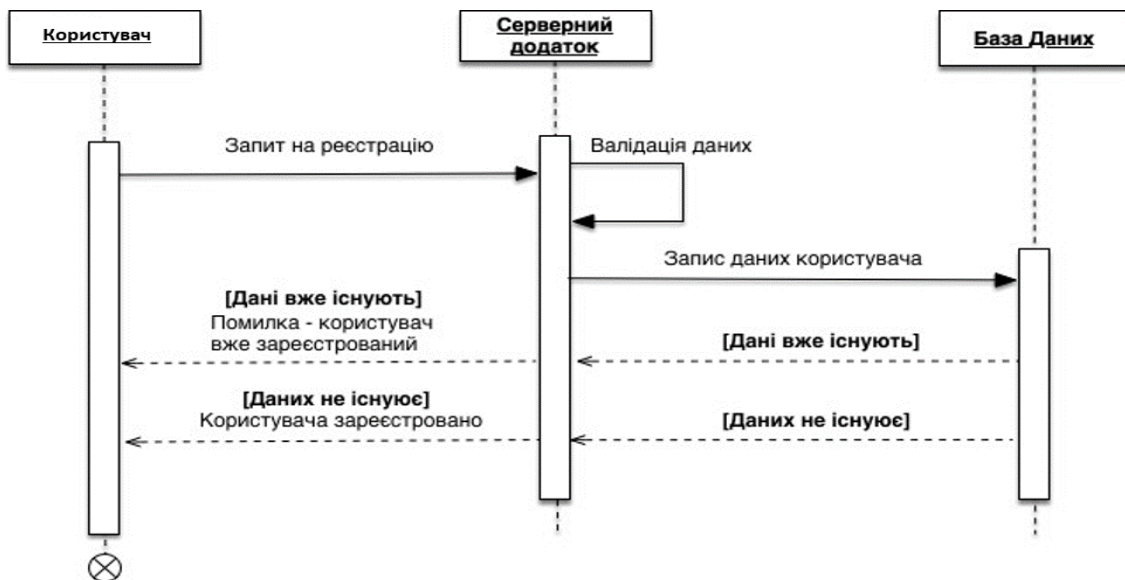 Користувач
Серверний
додаток
База Даних
Запит на реєстрацію
Валідація даних
Запис даних користувача
[Дані вже існують]
Помилка - користувач
вже зареєстрований
[Дані вже існують]
[Даних не існує]
Користувача зареєстровано
[Даних не існує]